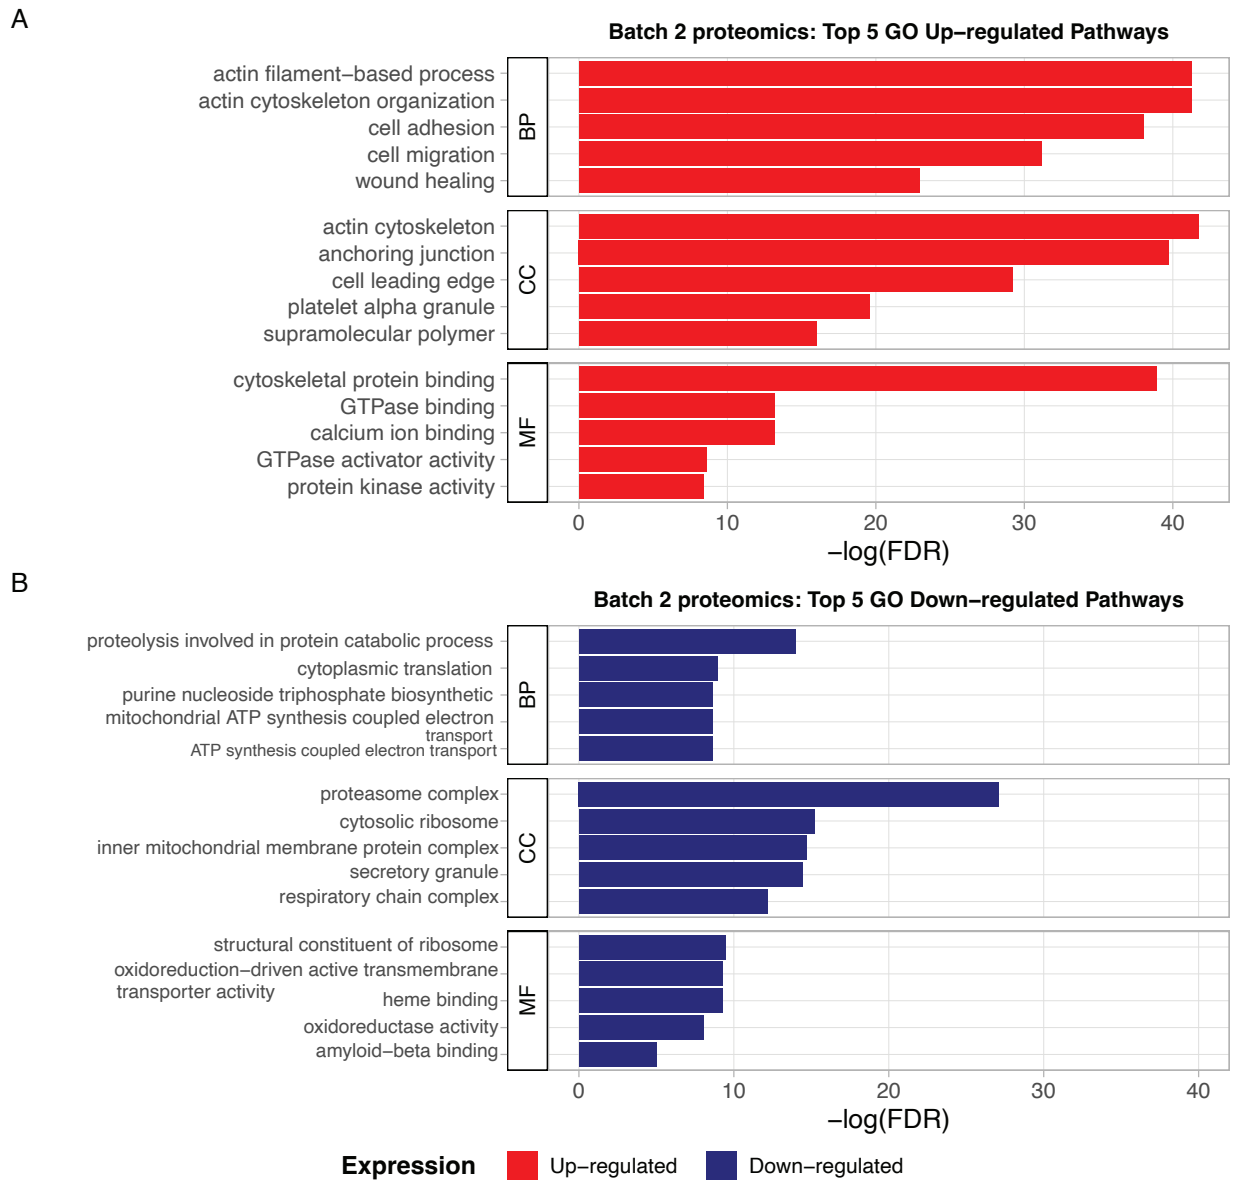 A
Batch 2 proteomics: Top 5 GO Up−regulated Pathways
actin filament−based process
actin cytoskeleton organization
cell adhesion
cell migration
wound healing
BP
actin cytoskeleton
anchoring junction
cell leading edge
platelet alpha granule
supramolecular polymer
CC
cytoskeletal protein binding
GTPase binding
calcium ion binding
GTPase activator activity
protein kinase activity
MF
0 10 20 30 40
−log(FDR)
B
Batch 2 proteomics: Top 5 GO Down−regulated Pathways
proteolysis involved in protein catabolic process
cytoplasmic translation
purine nucleoside triphosphate biosynthetic
mitochondrial ATP synthesis coupled electron
transport
ATP synthesis coupled electron transport
BP
proteasome complex
cytosolic ribosome
inner mitochondrial membrane protein complex
secretory granule
respiratory chain complex
CC
structural constituent of ribosome
oxidoreduction−driven active transmembrane
transporter activity
heme binding
oxidoreductase activity
amyloid−beta binding
MF
0 10 20 30 40
−log(FDR)
Expression Up−regulated Down−regulated